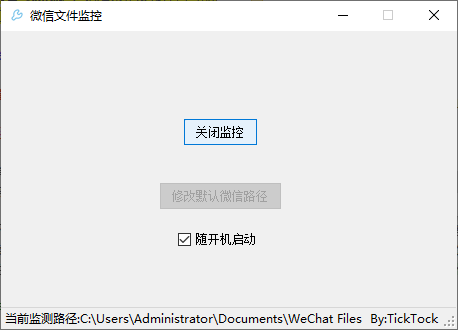 微信文件监控
关闭监控
修改默认微信路径
随开机启动
当前监测路径:C:\Users\Administrator\Documents\WeChat Files By:TickTock